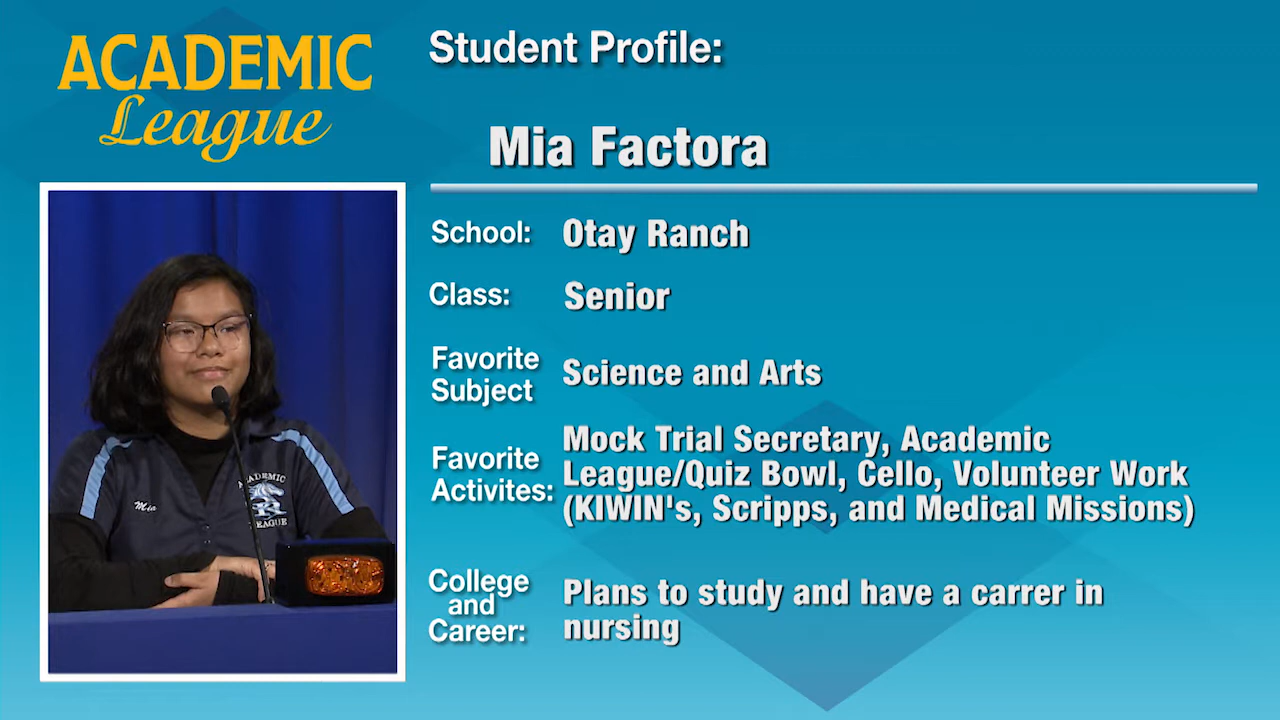 ACADEMIC
League
Student Profile:
Mia Factora
School: Otay Ranch
Class: Senior
Favorite
Subject
Science and Arts
Favorite
Activites:
Mock Trial Secretary, Academic
League/Quiz Bowl, Cello, Volunteer Work
(KIWIN's, Scripps, and Medical Missions)
College
and
Career:
Plans to study and have a carrer in
nursing
Mia
ACADEMIC
LEAGUE